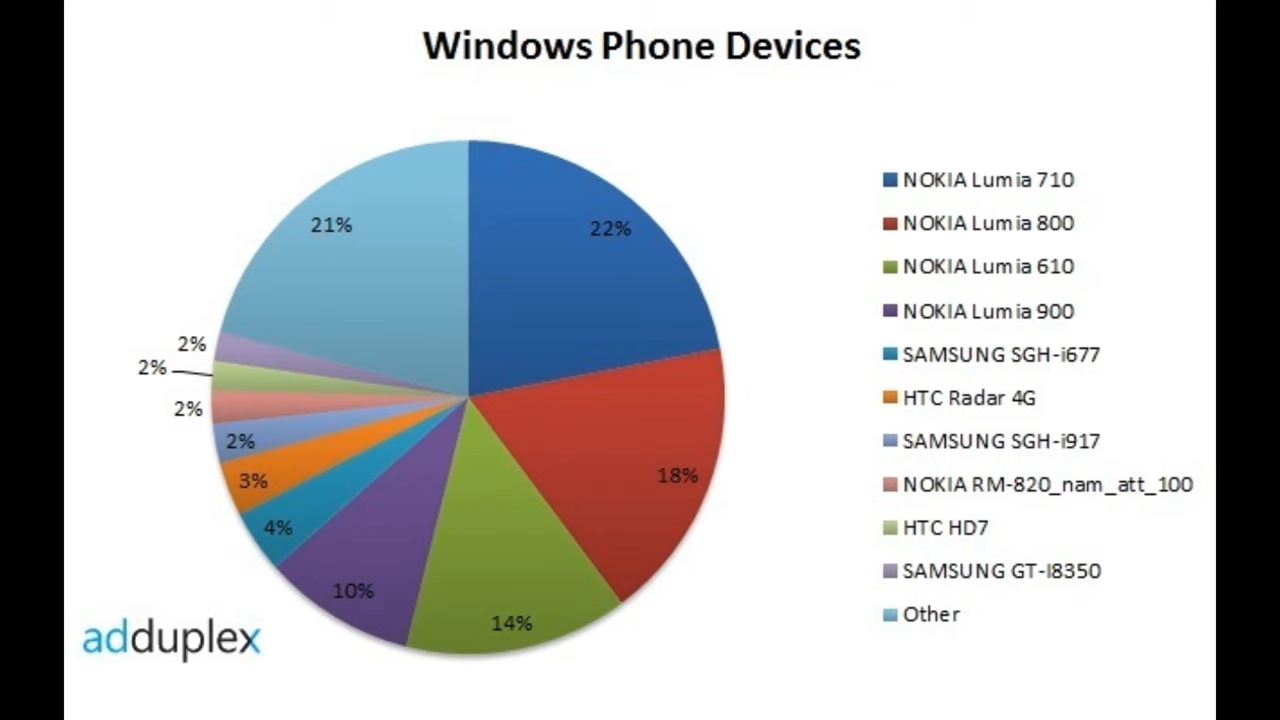 Windows Phone Devices
21%
22%
2%
2%
2%
2%
3%
4%
10%
14%
18%
NOKIA Lumia 710
NOKIA Lumia 800
NOKIA Lumia 610
NOKIA Lumia 900
SAMSUNG SGH-i677
HTC Radar 4G
SAMSUNG SGH-i917
NOKIA RM-820_nam_att_100
HTC HD7
SAMSUNG GT-I8350
Other
adduplex